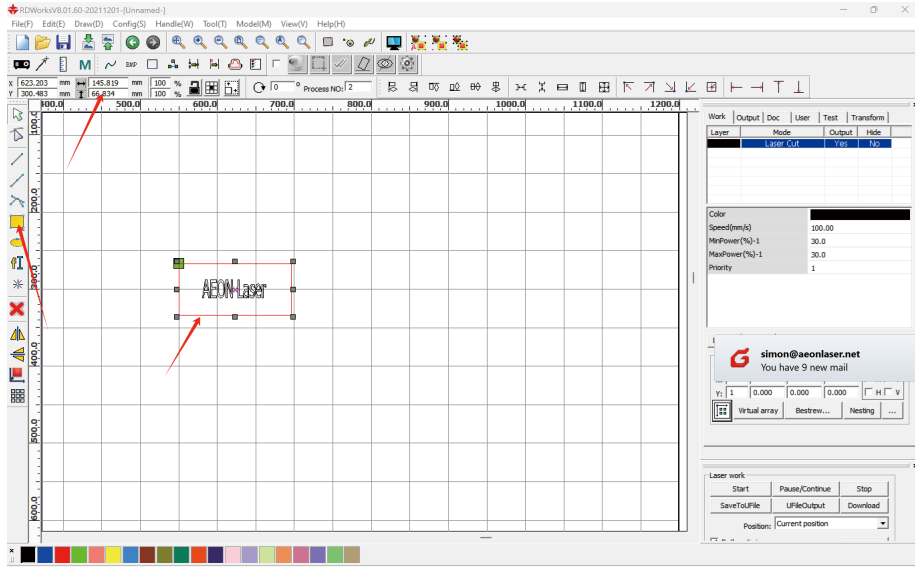 RDWorksV8.01.60-20211201-[Unnamed-]
File(F) Edit(E) Draw(D) Config(S) Handle(W) Tool(T) Model(M) View(V) Help(H)
M BMP
X 623.203 mm 145.819 mm 100 %
Y 300.483 mm 66.834 mm 100 %
0 ° Process NO: 2
400.0 500.0 600.0 700.0 800.0 900.0 1000.0 1100.0 1200.0
100.0
200.0
300.0
400.0
500.0
600.0
AEON Laser
Work Output Doc User Test Transform
Layer Mode Output Hide
Laser Cut Yes No
Color
Speed(mm/s) 100.00
MinPower(%)-1 30.0
MaxPower(%)-1 30.0
Priority 1
simon@aeonlaser.net
You have 9 new mail
Y: 1 0.000 0.000 0.000 H V
Virtual array Bestrew... Nesting ...
Laser work
Start Pause/Continue Stop
SaveToUFile UFileOutput Download
Position: Current position